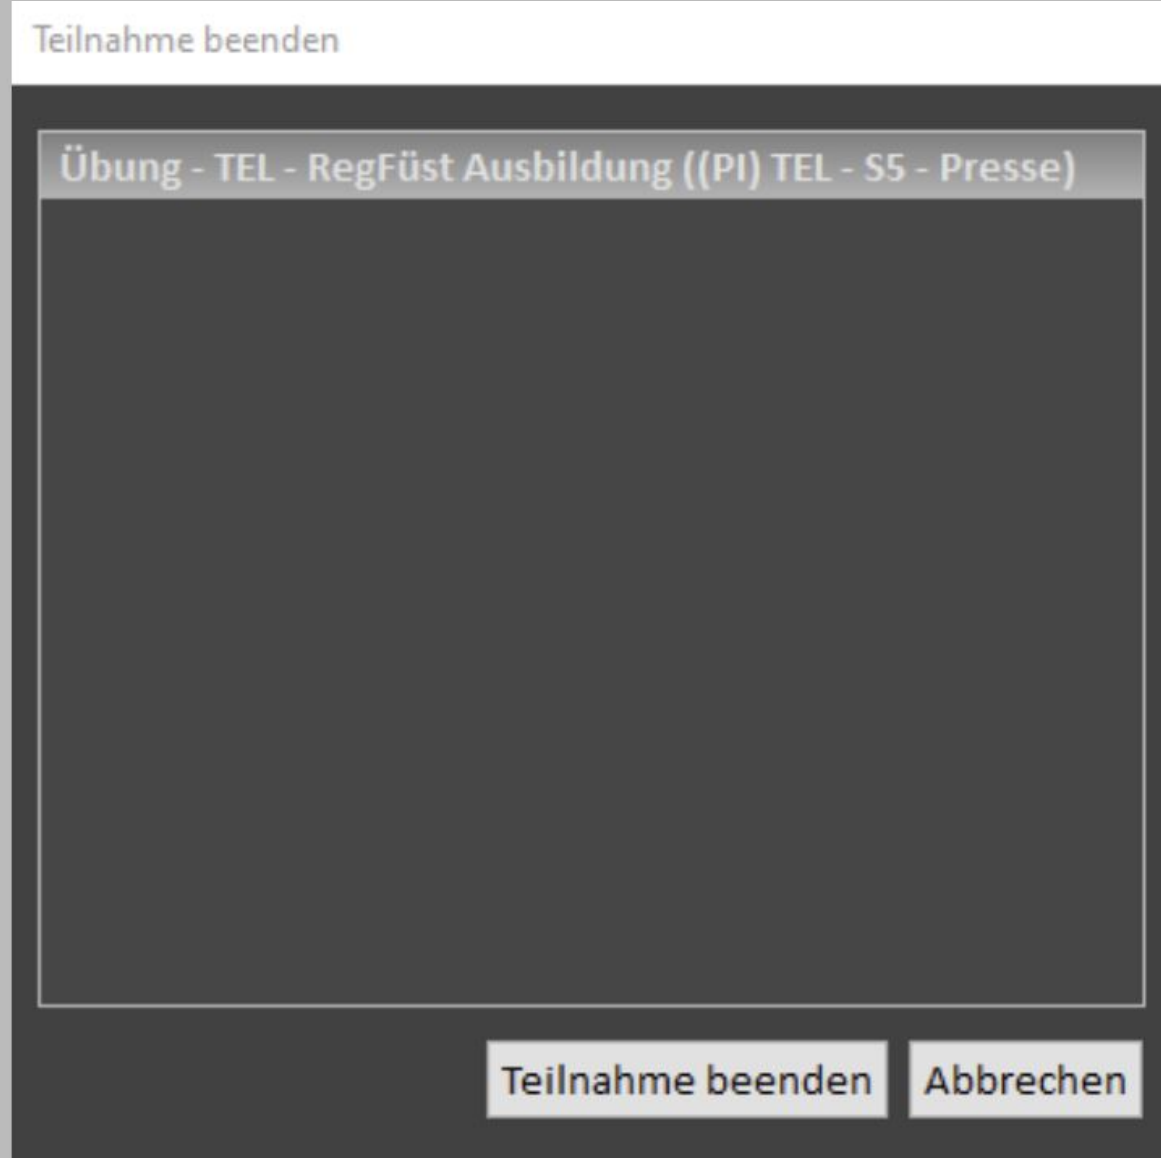 Teilnahme beenden
Übung - TEL - RegFüst Ausbildung ((PI) TEL - S5 - Presse)
Teilnahme beenden
Abbrechen